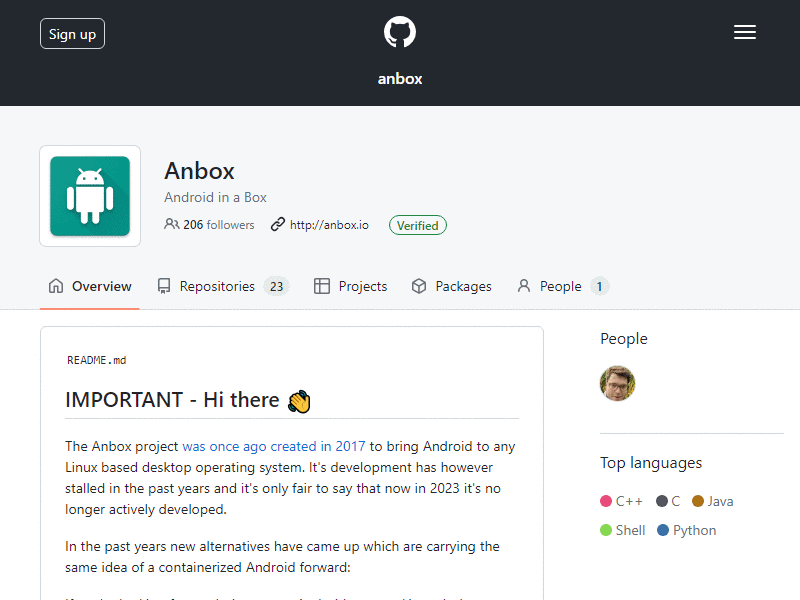 Sign up
anbox
Anbox
Android in a Box
206 followers http://anbox.io Verified
Overview Repositories 23 Projects Packages People 1
README.md
IMPORTANT - Hi there 👋
The Anbox project was once ago created in 2017 to bring Android to any
Linux based desktop operating system. It's development has however
stalled in the past years and it's only fair to say that now in 2023 it's no
longer actively developed.
In the past years new alternatives have came up which are carrying the
same idea of a containerized Android forward:
People
Top languages
C++ C Java
Shell Python